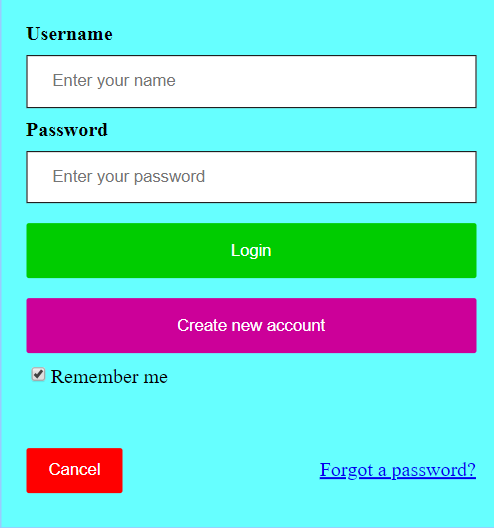 Username
Enter your name
Password
Enter your password
Login
Create new account
Remember me
Cancel
Forgot a password?